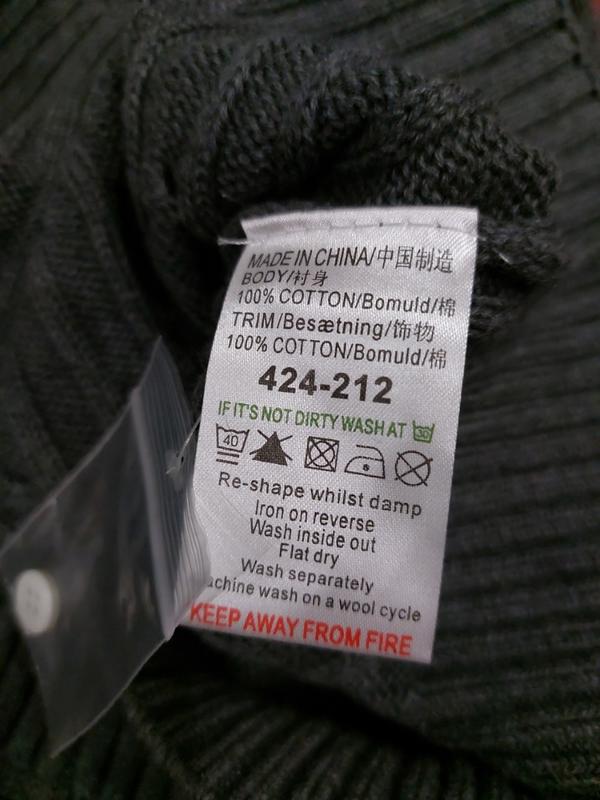 MADE IN CHINA/中国制造
BODY/衬身
100% COTTON/Bomuld/棉
TRIM/Besætning/饰物
100% COTTON/Bomuld/棉
424-212
IF IT'S NOT DIRTY WASH AT 30
40
Re-shape whilst damp
Iron on reverse
Wash inside out
Flat dry
Wash separately
achine wash on a wool cycle
KEEP AWAY FROM FIRE